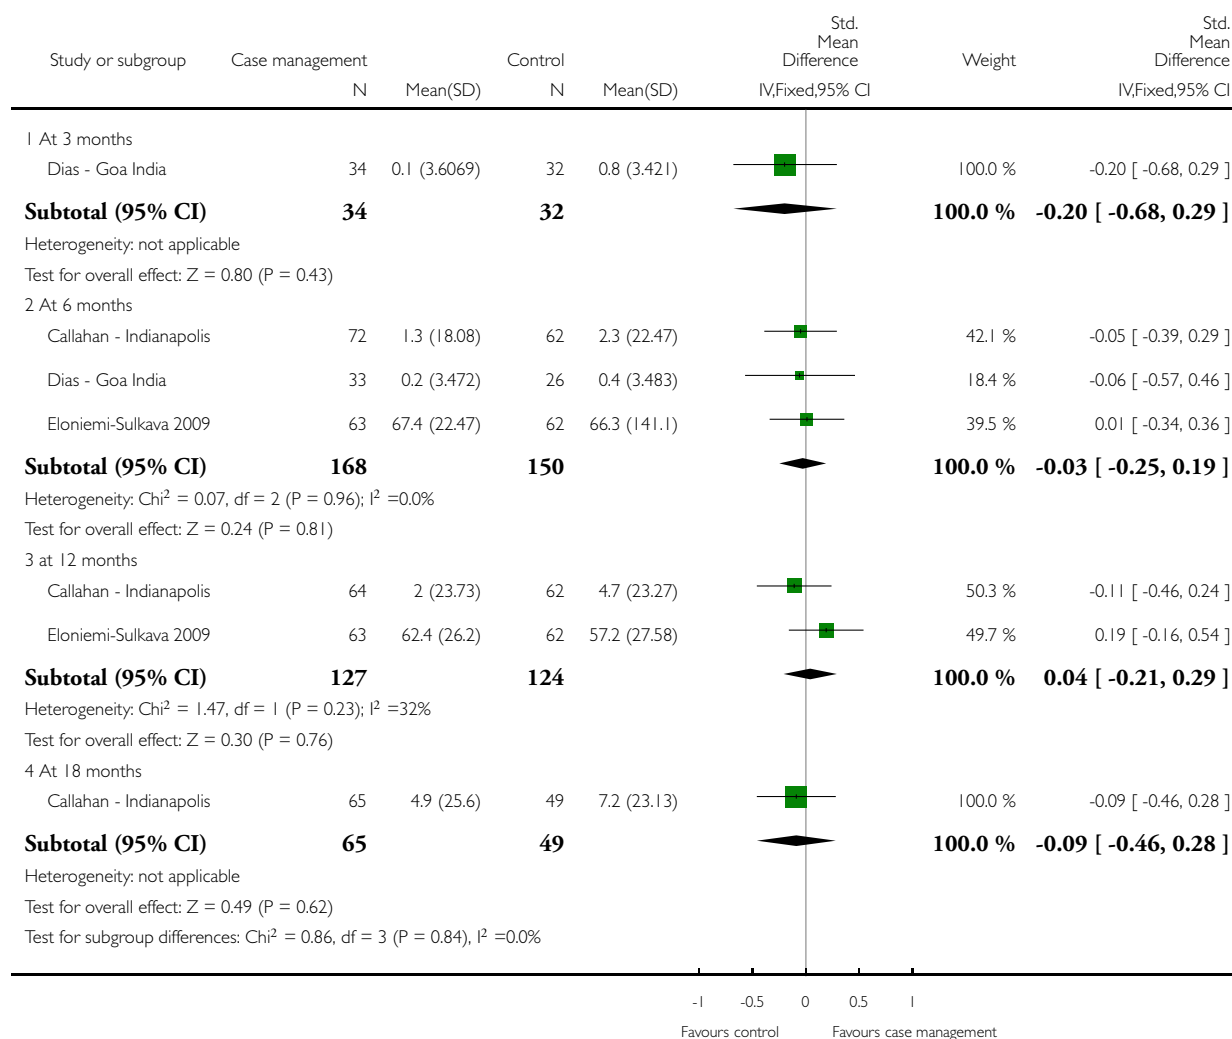 Study or subgroup Case management Control Std. Mean Difference Weight Std. Mean Difference
N Mean(SD) N Mean(SD) IV,Fixed,95% CI IV,Fixed,95% CI
1 At 3 months
Dias - Goa India 34 0.1 (3.6069) 32 0.8 (3.421) 100.0 % -0.20 [ -0.68, 0.29 ]
Subtotal (95% CI) 34 32 100.0 % -0.20 [ -0.68, 0.29 ]
Heterogeneity: not applicable
Test for overall effect: Z = 0.80 (P = 0.43)
2 At 6 months
Callahan - Indianapolis 72 1.3 (18.08) 62 2.3 (22.47) 42.1 % -0.05 [ -0.39, 0.29 ]
Dias - Goa India 33 0.2 (3.472) 26 0.4 (3.483) 18.4 % -0.06 [ -0.57, 0.46 ]
Eloniemi-Sulkava 2009 63 67.4 (22.47) 62 66.3 (141.1) 39.5 % 0.01 [ -0.34, 0.36 ]
Subtotal (95% CI) 168 150 100.0 % -0.03 [ -0.25, 0.19 ]
Heterogeneity: Chi² = 0.07, df = 2 (P = 0.96); I² =0.0%
Test for overall effect: Z = 0.24 (P = 0.81)
3 at 12 months
Callahan - Indianapolis 64 2 (23.73) 62 4.7 (23.27) 50.3 % -0.11 [ -0.46, 0.24 ]
Eloniemi-Sulkava 2009 63 62.4 (26.2) 62 57.2 (27.58) 49.7 % 0.19 [ -0.16, 0.54 ]
Subtotal (95% CI) 127 124 100.0 % 0.04 [ -0.21, 0.29 ]
Heterogeneity: Chi² = 1.47, df = 1 (P = 0.23); I² =32%
Test for overall effect: Z = 0.30 (P = 0.76)
4 At 18 months
Callahan - Indianapolis 65 4.9 (25.6) 49 7.2 (23.13) 100.0 % -0.09 [ -0.46, 0.28 ]
Subtotal (95% CI) 65 49 100.0 % -0.09 [ -0.46, 0.28 ]
Heterogeneity: not applicable
Test for overall effect: Z = 0.49 (P = 0.62)
Test for subgroup differences: Chi² = 0.86, df = 3 (P = 0.84), I² =0.0%
-1 -0.5 0 0.5 1
Favours control Favours case management